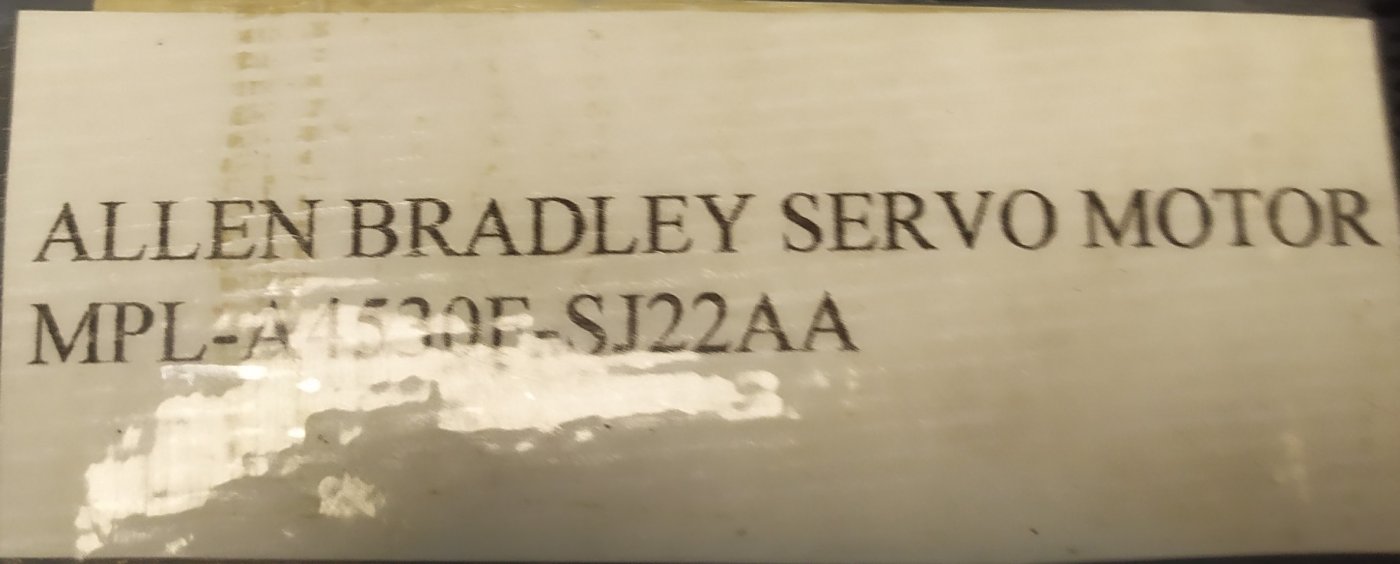 ALLEN BRADLEY SERVO MOTOR
MPL-A4530F-SJ22AA